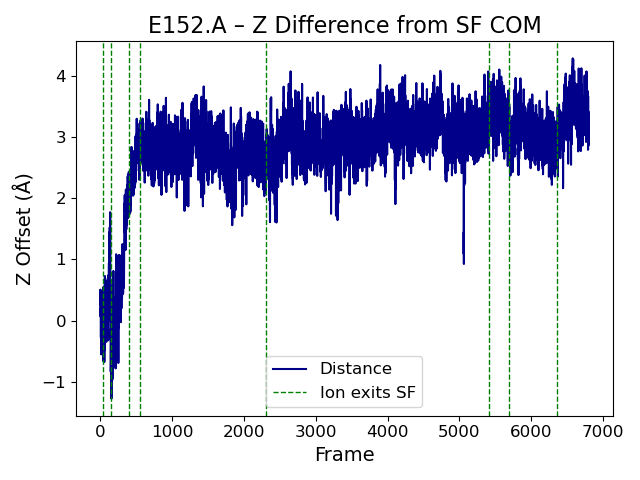 E152.A – Z Difference from SF COM
Z Offset (Å)
4
3
2
1
0
−1
Distance
Ion exits SF
0 1000 2000 3000 4000 5000 6000 7000
Frame